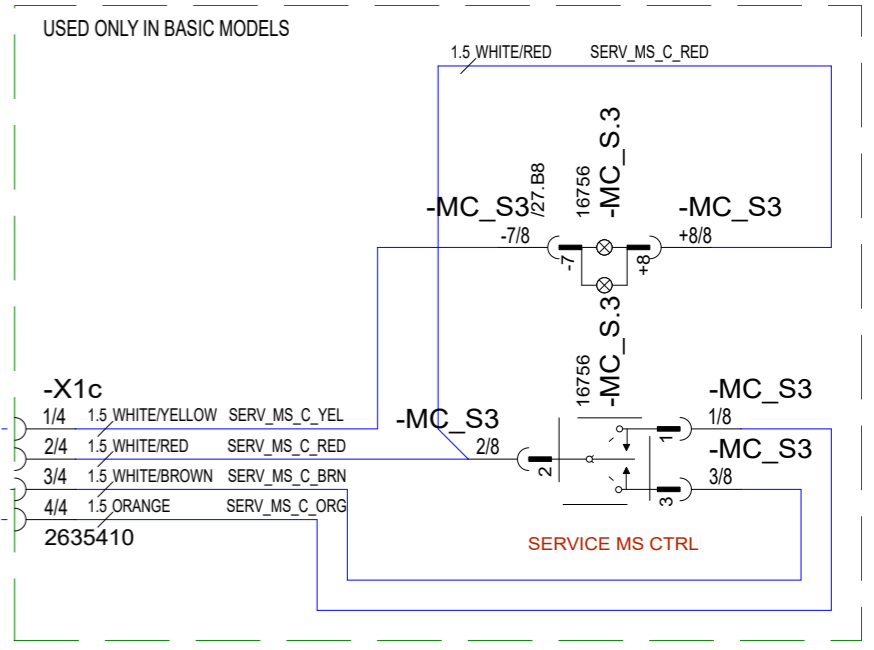 USED ONLY IN BASIC MODELS
1.5 WHITE/RED SERV_MS_C_RED
-MC_S3
/27.B8
16756
-MC_S.3
-MC_S3
-7/8
+8/8
-7
+8
16756
-MC_S.3
-X1c
-MC_S3
1/4 1.5 WHITE/YELLOW SERV_MS_C_YEL
-MC_S3
1/8
2/4 1.5 WHITE/RED SERV_MS_C_RED
2/8
2
1
-MC_S3
3/4 1.5 WHITE/BROWN SERV_MS_C_BRN
3/8
3
4/4 1.5 ORANGE SERV_MS_C_ORG
2635410
SERVICE MS CTRL